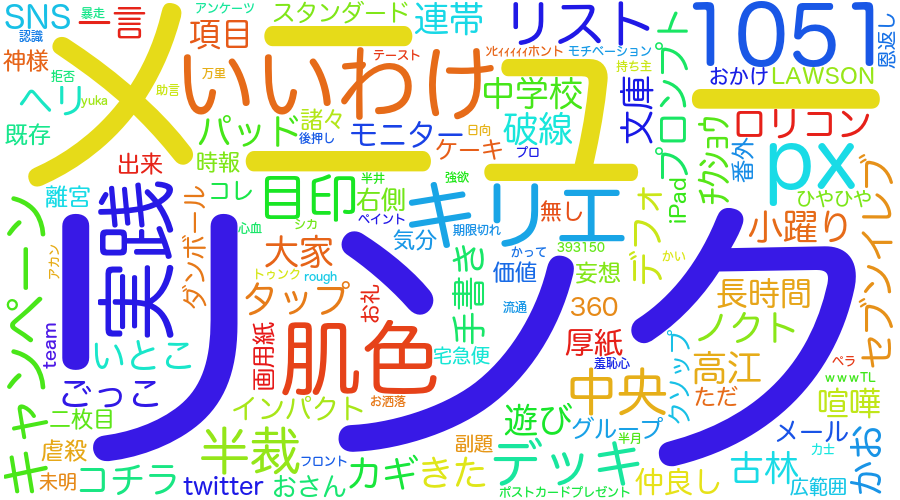 SNS
一言
暴走
アンケーツ
スタンダード
連帯
リスト
1051
恩返し
認識
項目
神様
メニュー
テースト
ソヒィィィィィホント
モチベーション
持ち主
おかけ
LAWSON
拒否
yuka
助言
万里
いいわけ
中学校
文庫
プロンプト
ヘリ
既存
パッド
諸々
後押し
モニター
日向
ケーキ
プロ
破線
ロリコン
px
チクショウ
番外
iPad
出来
時報
離宮
コレ
目印
半井
右側
強欲
キリエ
無し
ひやひや
セブンイレブン
実践
ダンボール
心血
シカ
ペイント
気分
期限切れ
かって
393150
デフォ
小躍り
キャンペーン
アカン
大家
トゥンク
rough
手書き
価値
妄想
かい
リンク
タップ
お礼
流通
360
長時間
team
いとこ
画用紙
肌色
宅急便
厚紙
羞恥心
ノクト
クソップ
高江
ペラ
ごっこ
二枚目
インパクト
お洒落
中央
ただ
wwwTL
喧嘩
虐殺
半裁
遊び
グループ
半月
メール
カ士
かお
未明
コチラ
twitter
フロント
おさん
カギ
きた
副題
デッキ
ポストカードプレゼント
仲良し
古林
広範囲